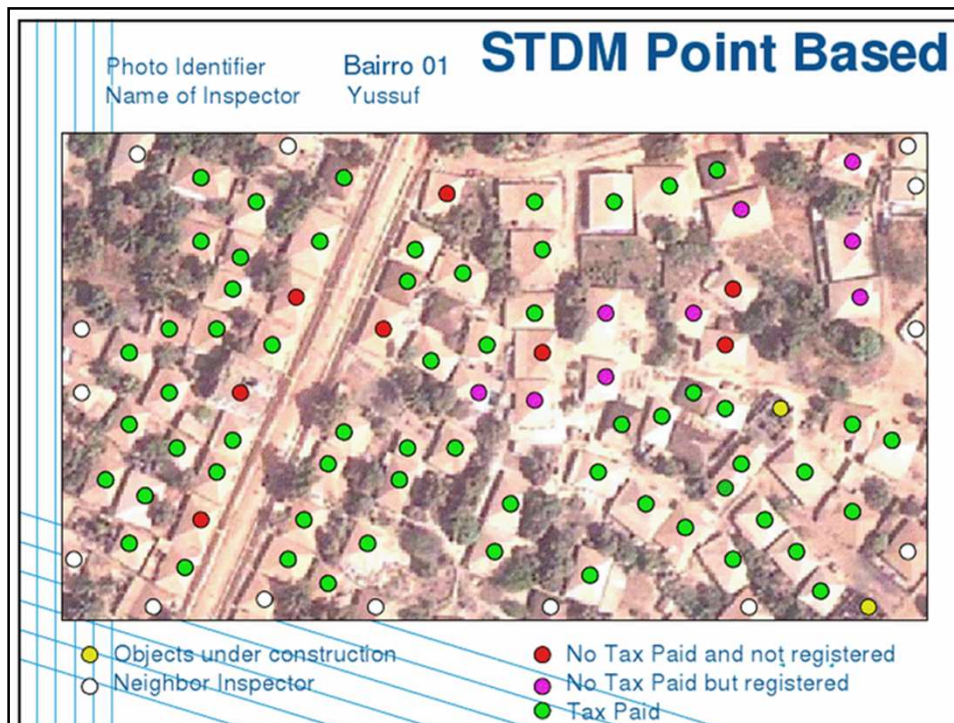 STDM Point Based
Photo Identifier Bairro 01
Name of Inspector Yussuf
Objects under construction
Neighbor Inspector
No Tax Paid and not registered
No Tax Paid but registered
Tax Paid